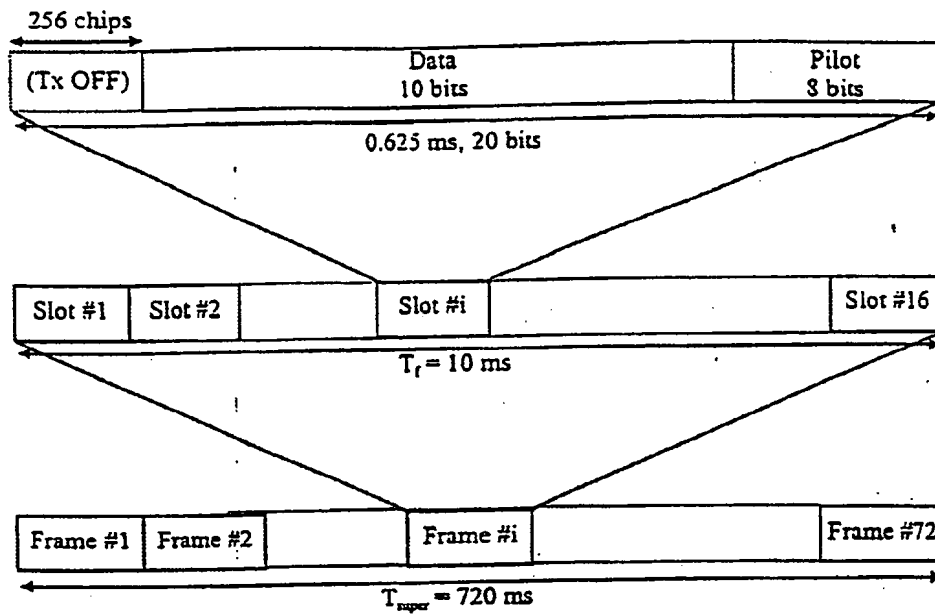 256 chips
(Tx OFF)
Data
10 bits
Pilot
8 bits
0.625 ms, 20 bits
Slot #1
Slot #2
Slot #i
Slot #16
T_f = 10 ms
Frame #1
Frame #2
Frame #i
Frame #72
T_super = 720 ms